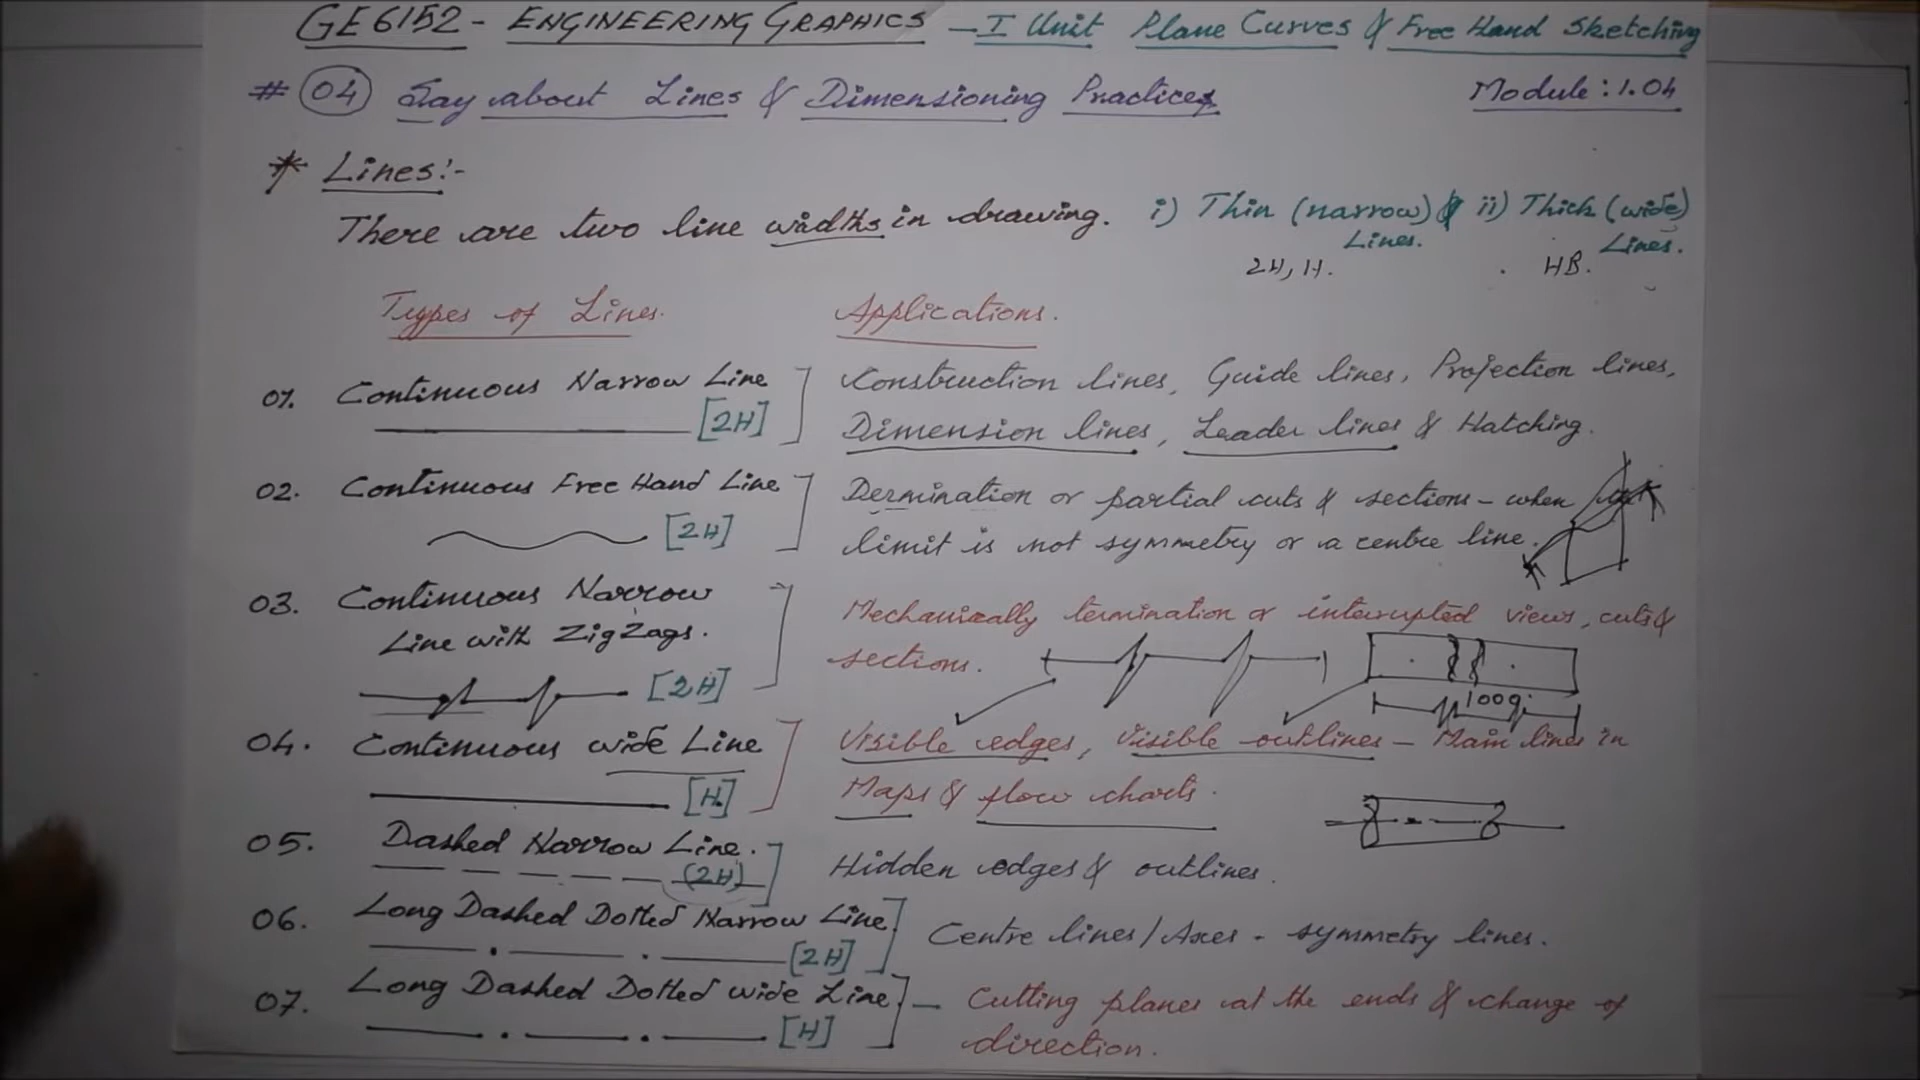 GE6152 - ENGINEERING GRAPHICS - I Unit Plane Curves & Free Hand Sketching
# 04 Say about Lines & Dimensioning Practices Module: 1.04
* Lines:-
There are two line widths in drawing. i) Thin (narrow) & ii) Thick (wide)
Lines. Lines.
2H, H. HB.
Types of Lines. Applications.
01. Continuous Narrow Line Construction lines, Guide lines, Projection lines,
[2H] Dimension lines, Leader lines & Hatching.
02. Continuous Free Hand Line Dermination or partial cuts & sections - when
[2H] limit is not symmetry or a centre line.
03. Continuous Narrow Mechanically termination or interrupted views, cuts &
Line with ZigZags. sections.
[2H] 100
04. Continuous wide Line Visible edges, Visible outlines - Main lines in
[H] Maps & flow charts.
05. Dashed Narrow Line. Hidden edges & outlines.
(2H)
06. Long Dashed Dotted Narrow Line Centre lines/Axes - symmetry lines.
[2H]
07. Long Dashed Dotted wide Line - Cutting planes at the ends & change of
[H] direction.